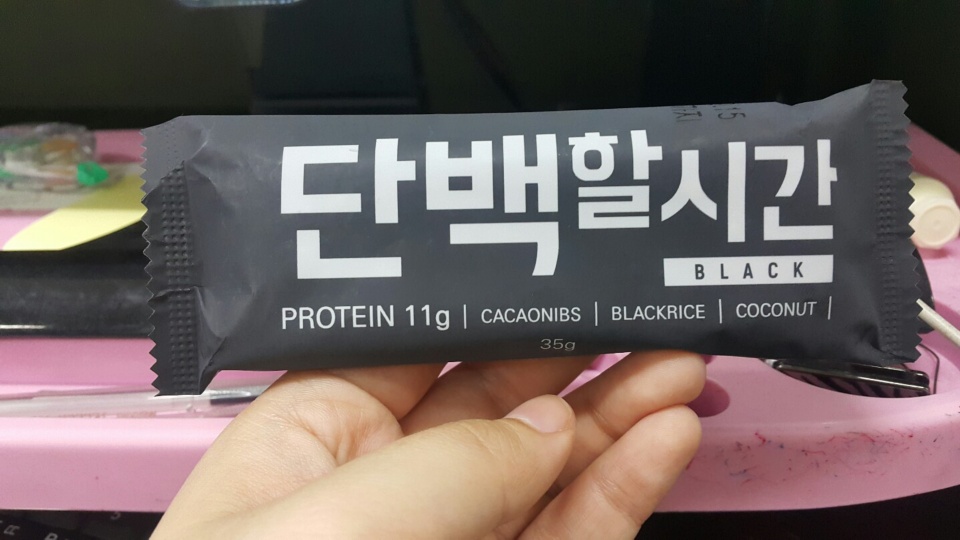 단백할시간
BLACK
PROTEIN 11g | CACAONIBS | BLACKRICE | COCONUT |
35g